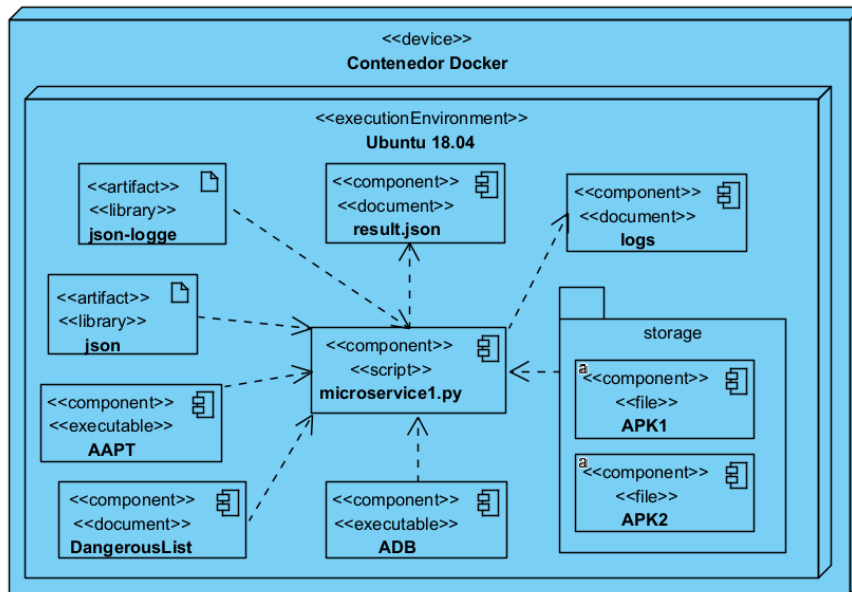 <<device>>
Contenedor Docker
<<executionEnvironment>>
Ubuntu 18.04
<<artifact>>
<<library>>
json-logge
<<component>>
<<document>>
result.json
<<component>>
<<document>>
logs
<<artifact>>
<<library>>
json
<<component>>
<<script>>
microservice1.py
storage
a
<<component>>
<<file>>
APK1
<<component>>
<<executable>>
AAPT
a
<<component>>
<<file>>
APK2
<<component>>
<<document>>
DangerousList
<<component>>
<<executable>>
ADB